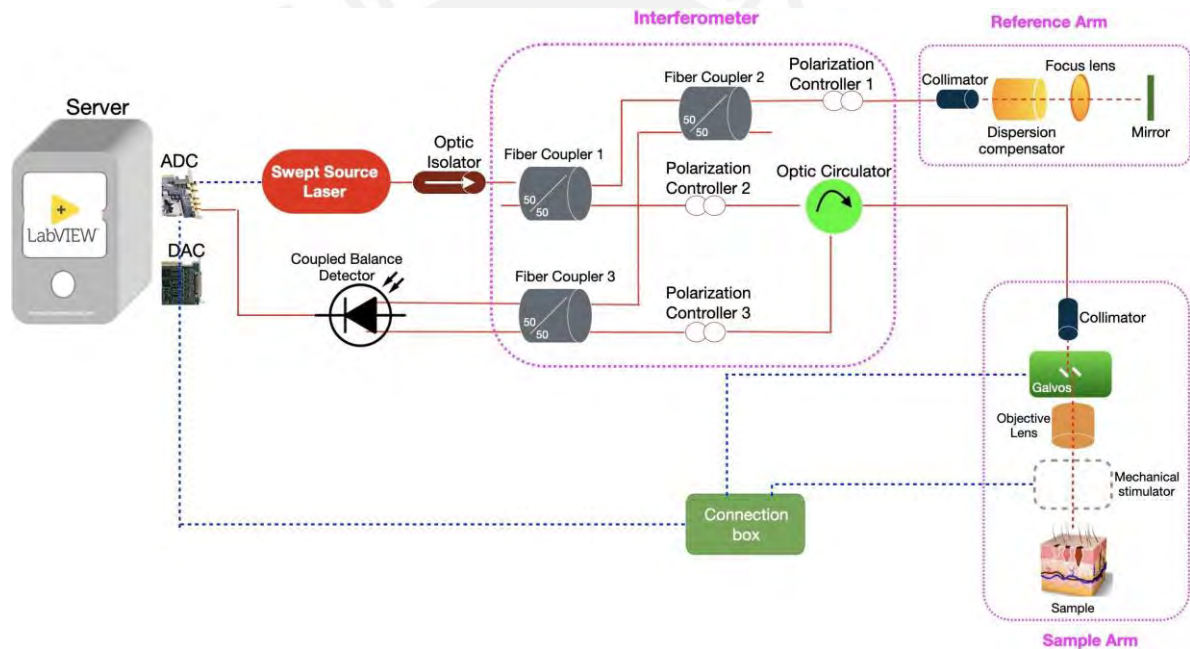 Interferometer
Reference Arm
Server
ADC
LabVIEW
DAC
Swept Source
Laser
Optic
Isolator
Fiber Coupler 1
50
50
Fiber Coupler 2
50
50
Polarization
Controller 1
Collimator
Focus lens
Dispersion
compensator
Mirror
Polarization
Controller 2
Optic Circulator
Coupled Balance
Detector
Fiber Coupler 3
50
50
Polarization
Controller 3
Collimator
Galvos
Objective
Lens
Mechanical
stimulator
Connection
box
Sample
Sample Arm